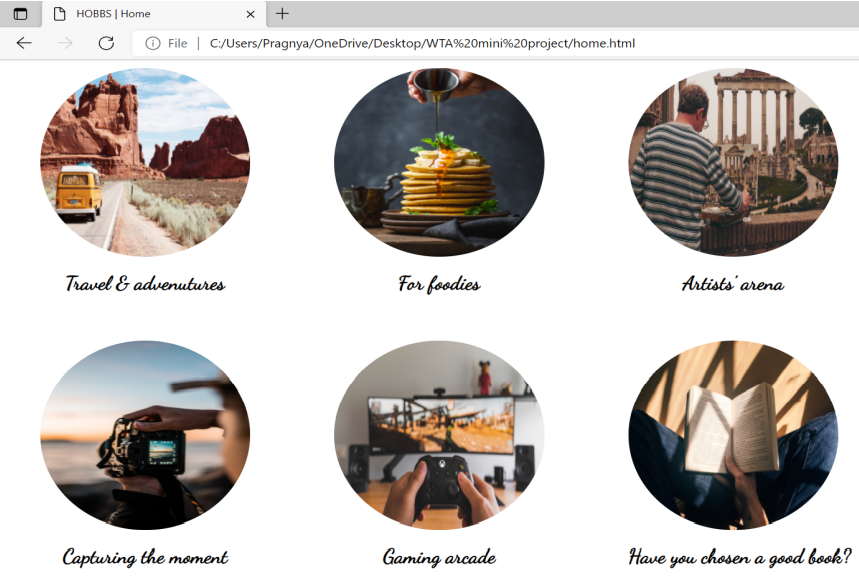 HOBBS | Home
File | C:/Users/Pragnya/OneDrive/Desktop/WTA%20mini%20project/home.html
Travel & advenutures
For foodies
Artists' arena
Capturing the moment
Gaming arcade
Have you chosen a good book?